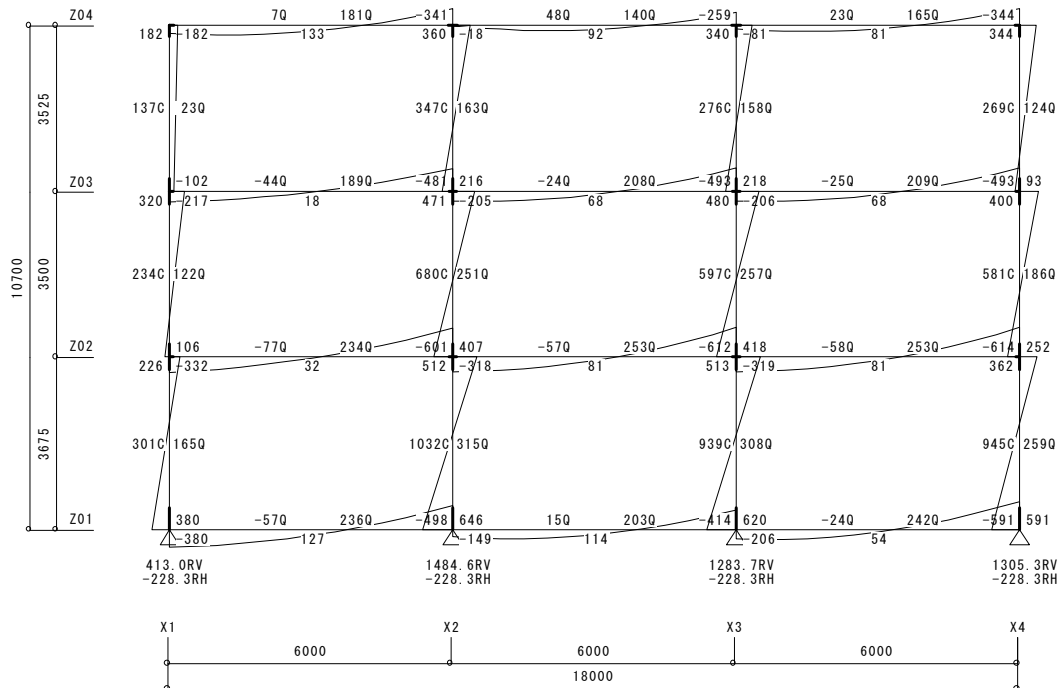 Z04 7Q 181Q -341 48Q 140Q -259 23Q 165Q -344
182 -182 133 360 -18 92 340 -81 81 344
3525 137C 23Q 347C 163Q 276C 158Q 269C 124Q
Z03 -102 -44Q 189Q -481 216 -24Q 208Q -493 218 -25Q 209Q -493 93
320 -217 18 471 -205 68 480 -206 68 400
10700 3500 234C 122Q 680C 251Q 597C 257Q 581C 186Q
Z02 106 -77Q 234Q -601 407 -57Q 253Q -612 418 -58Q 253Q -614 252
226 -332 32 512 -318 81 513 -319 81 362
3675 301C 165Q 1032C 315Q 939C 308Q 945C 259Q
Z01 380 -57Q 236Q -498 646 15Q 203Q -414 620 -24Q 242Q -591 591
-380 127 -149 114 -206 54
413.0RV 1484.6RV 1283.7RV 1305.3RV
-228.3RH -228.3RH -228.3RH -228.3RH
X1 X2 X3 X4
6000 6000 6000
18000